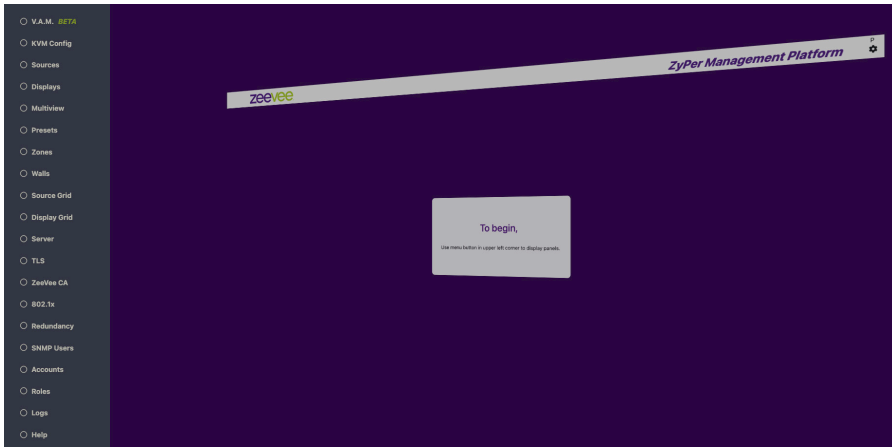 V.A.M. BETA
KVM Config
Sources
Displays
Multiview
Presets
Zones
Walls
Source Grid
Display Grid
Server
TLS
ZeeVee CA
802.1x
Redundancy
SNMP Users
Accounts
Roles
Logs
Help
zeevee
ZyPer Management Platform
P
To begin,
Use menu button in upper left corner to display panels.